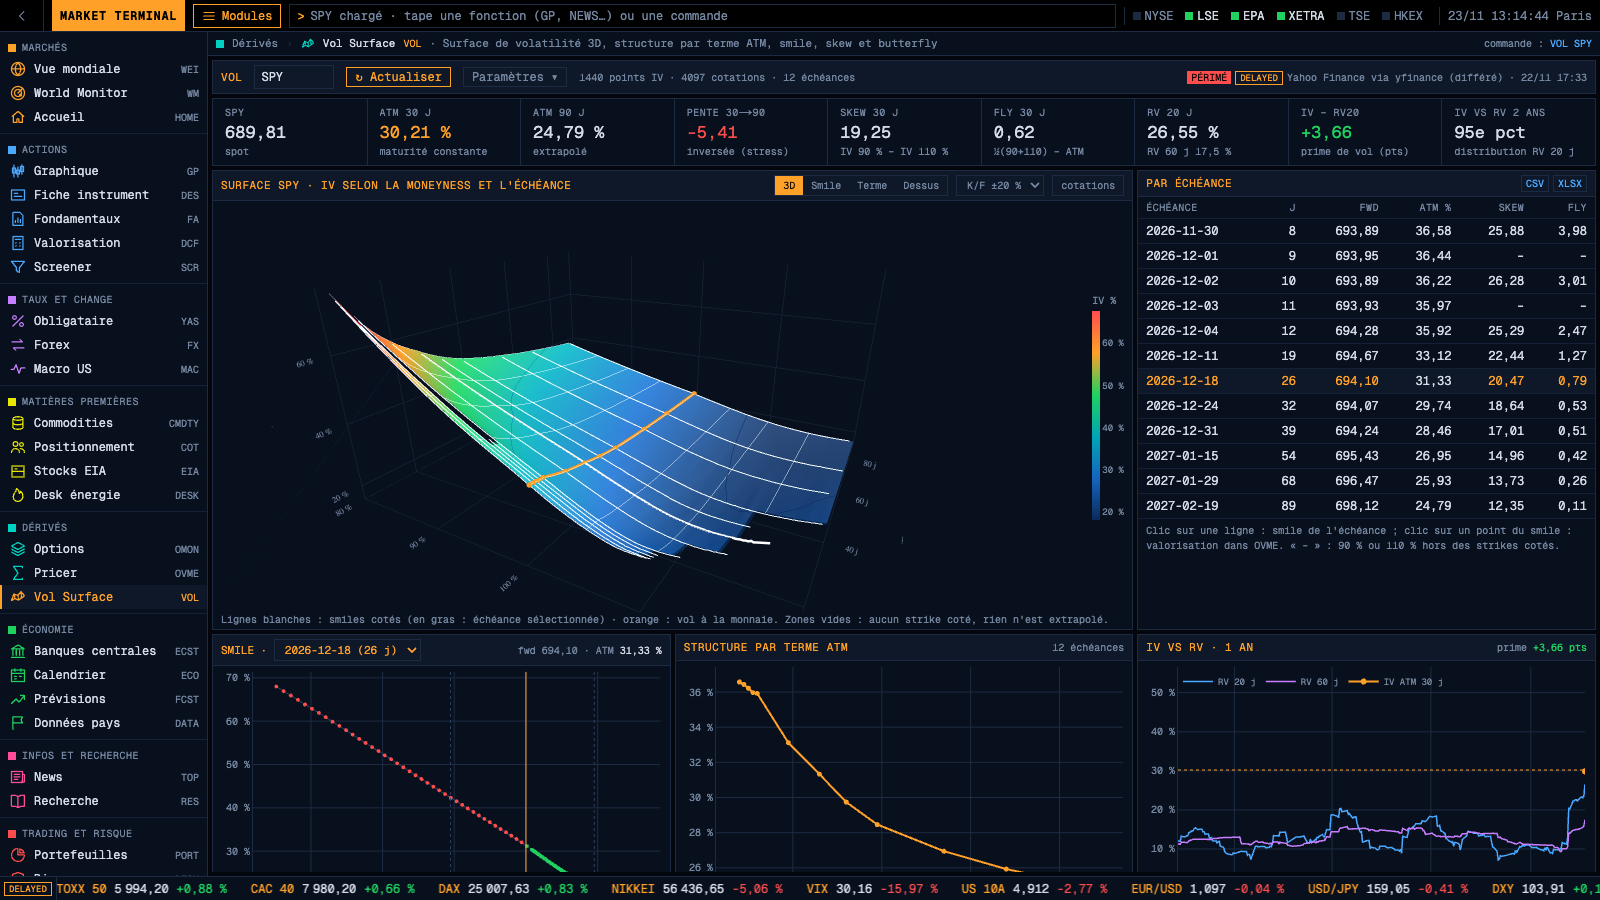 MARKET TERMINAL
Modules
> SPY chargé · tape une fonction (GP, NEWS…) ou une commande
NYSE LSE EPA XETRA TSE HKEX
23/11 13:14:44 Paris
MARCHÉS
Vue mondiale WEI
World Monitor WM
Accueil HOME
ACTIONS
Graphique GP
Fiche instrument DES
Fondamentaux FA
Valorisation DCF
Screener SCR
TAUX ET CHANGE
Obligataire YAS
Forex FX
Macro US MAC
MATIÈRES PREMIÈRES
Commodities CMDTY
Positionnement COT
Stocks EIA EIA
Desk énergie DESK
DÉRIVÉS
Options OMON
Pricer OVME
Vol Surface VOL
ÉCONOMIE
Banques centrales ECST
Calendrier ECO
Prévisions FCST
Données pays DATA
INFOS ET RECHERCHE
News TOP
Recherche RES
TRADING ET RISQUE
Portefeuilles PORT
Dérivés › Vol Surface VOL · Surface de volatilité 3D, structure par terme ATM, smile, skew et butterfly
commande : VOL SPY
VOL SPY ↻ Actualiser Paramètres ▾ 1440 points IV · 4097 cotations · 12 échéances
PÉRIMÉ DELAYED Yahoo Finance via yfinance (différé) · 22/11 17:33
SPY
689,81
spot
ATM 30 J
30,21 %
maturité constante
ATM 90 J
24,79 %
extrapolé
PENTE 30→90
-5,41
inversée (stress)
SKEW 30 J
19,25
IV 90 % – IV 110 %
FLY 30 J
0,62
½(90+110) – ATM
RV 20 J
26,55 %
RV 60 j 17,5 %
IV – RV20
+3,66
prime de vol (pts)
IV VS RV 2 ANS
95e pct
distribution RV 20 j
SURFACE SPY · IV SELON LA MONEYNESS ET L'ÉCHÉANCE
3D Smile Terme Dessus
K/F ±20 %
cotations
IV %
60 %
50 %
40 %
30 %
20 %
60 %
40 %
20 %
80 %
90 %
100 %
80 j
60 j
40 j
Lignes blanches : smiles cotés (en gras : échéance sélectionnée) · orange : vol à la monnaie. Zones vides : aucun strike coté, rien n'est extrapolé.
PAR ÉCHÉANCE CSV XLSX
ÉCHÉANCE J FWD ATM % SKEW FLY
2026-11-30 8 693,89 36,58 25,88 3,98
2026-12-01 9 693,95 36,44 – –
2026-12-02 10 693,89 36,22 26,28 3,01
2026-12-03 11 693,93 35,97 – –
2026-12-04 12 694,28 35,92 25,29 2,47
2026-12-11 19 694,67 33,12 22,44 1,27
2026-12-18 26 694,10 31,33 20,47 0,79
2026-12-24 32 694,07 29,74 18,64 0,53
2026-12-31 39 694,24 28,46 17,01 0,51
2027-01-15 54 695,43 26,95 14,96 0,42
2027-01-29 68 696,47 25,93 13,73 0,26
2027-02-19 89 698,12 24,79 12,35 0,11
Clic sur une ligne : smile de l'échéance ; clic sur un point du smile :
valorisation dans OVME. « – » : 90 % ou 110 % hors des strikes cotés.
SMILE · 2026-12-18 (26 j)
fwd 694,10 · ATM 31,33 %
70 %
60 %
50 %
40 %
30 %
STRUCTURE PAR TERME ATM
12 échéances
36 %
34 %
32 %
30 %
28 %
26 %
IV VS RV · 1 AN
prime +3,66 pts
RV 20 j RV 60 j IV ATM 30 j
50 %
40 %
30 %
20 %
10 %
DELAYED
TOXX 50 5 994,20 +0,88 % CAC 40 7 980,20 +0,66 % DAX 25 007,63 +0,83 % NIKKEI 56 436,65 -5,06 % VIX 30,16 -15,97 % US 10A 4,912 -2,77 % EUR/USD 1,097 -0,04 % USD/JPY 159,05 -0,41 % DXY 103,91 +0,1